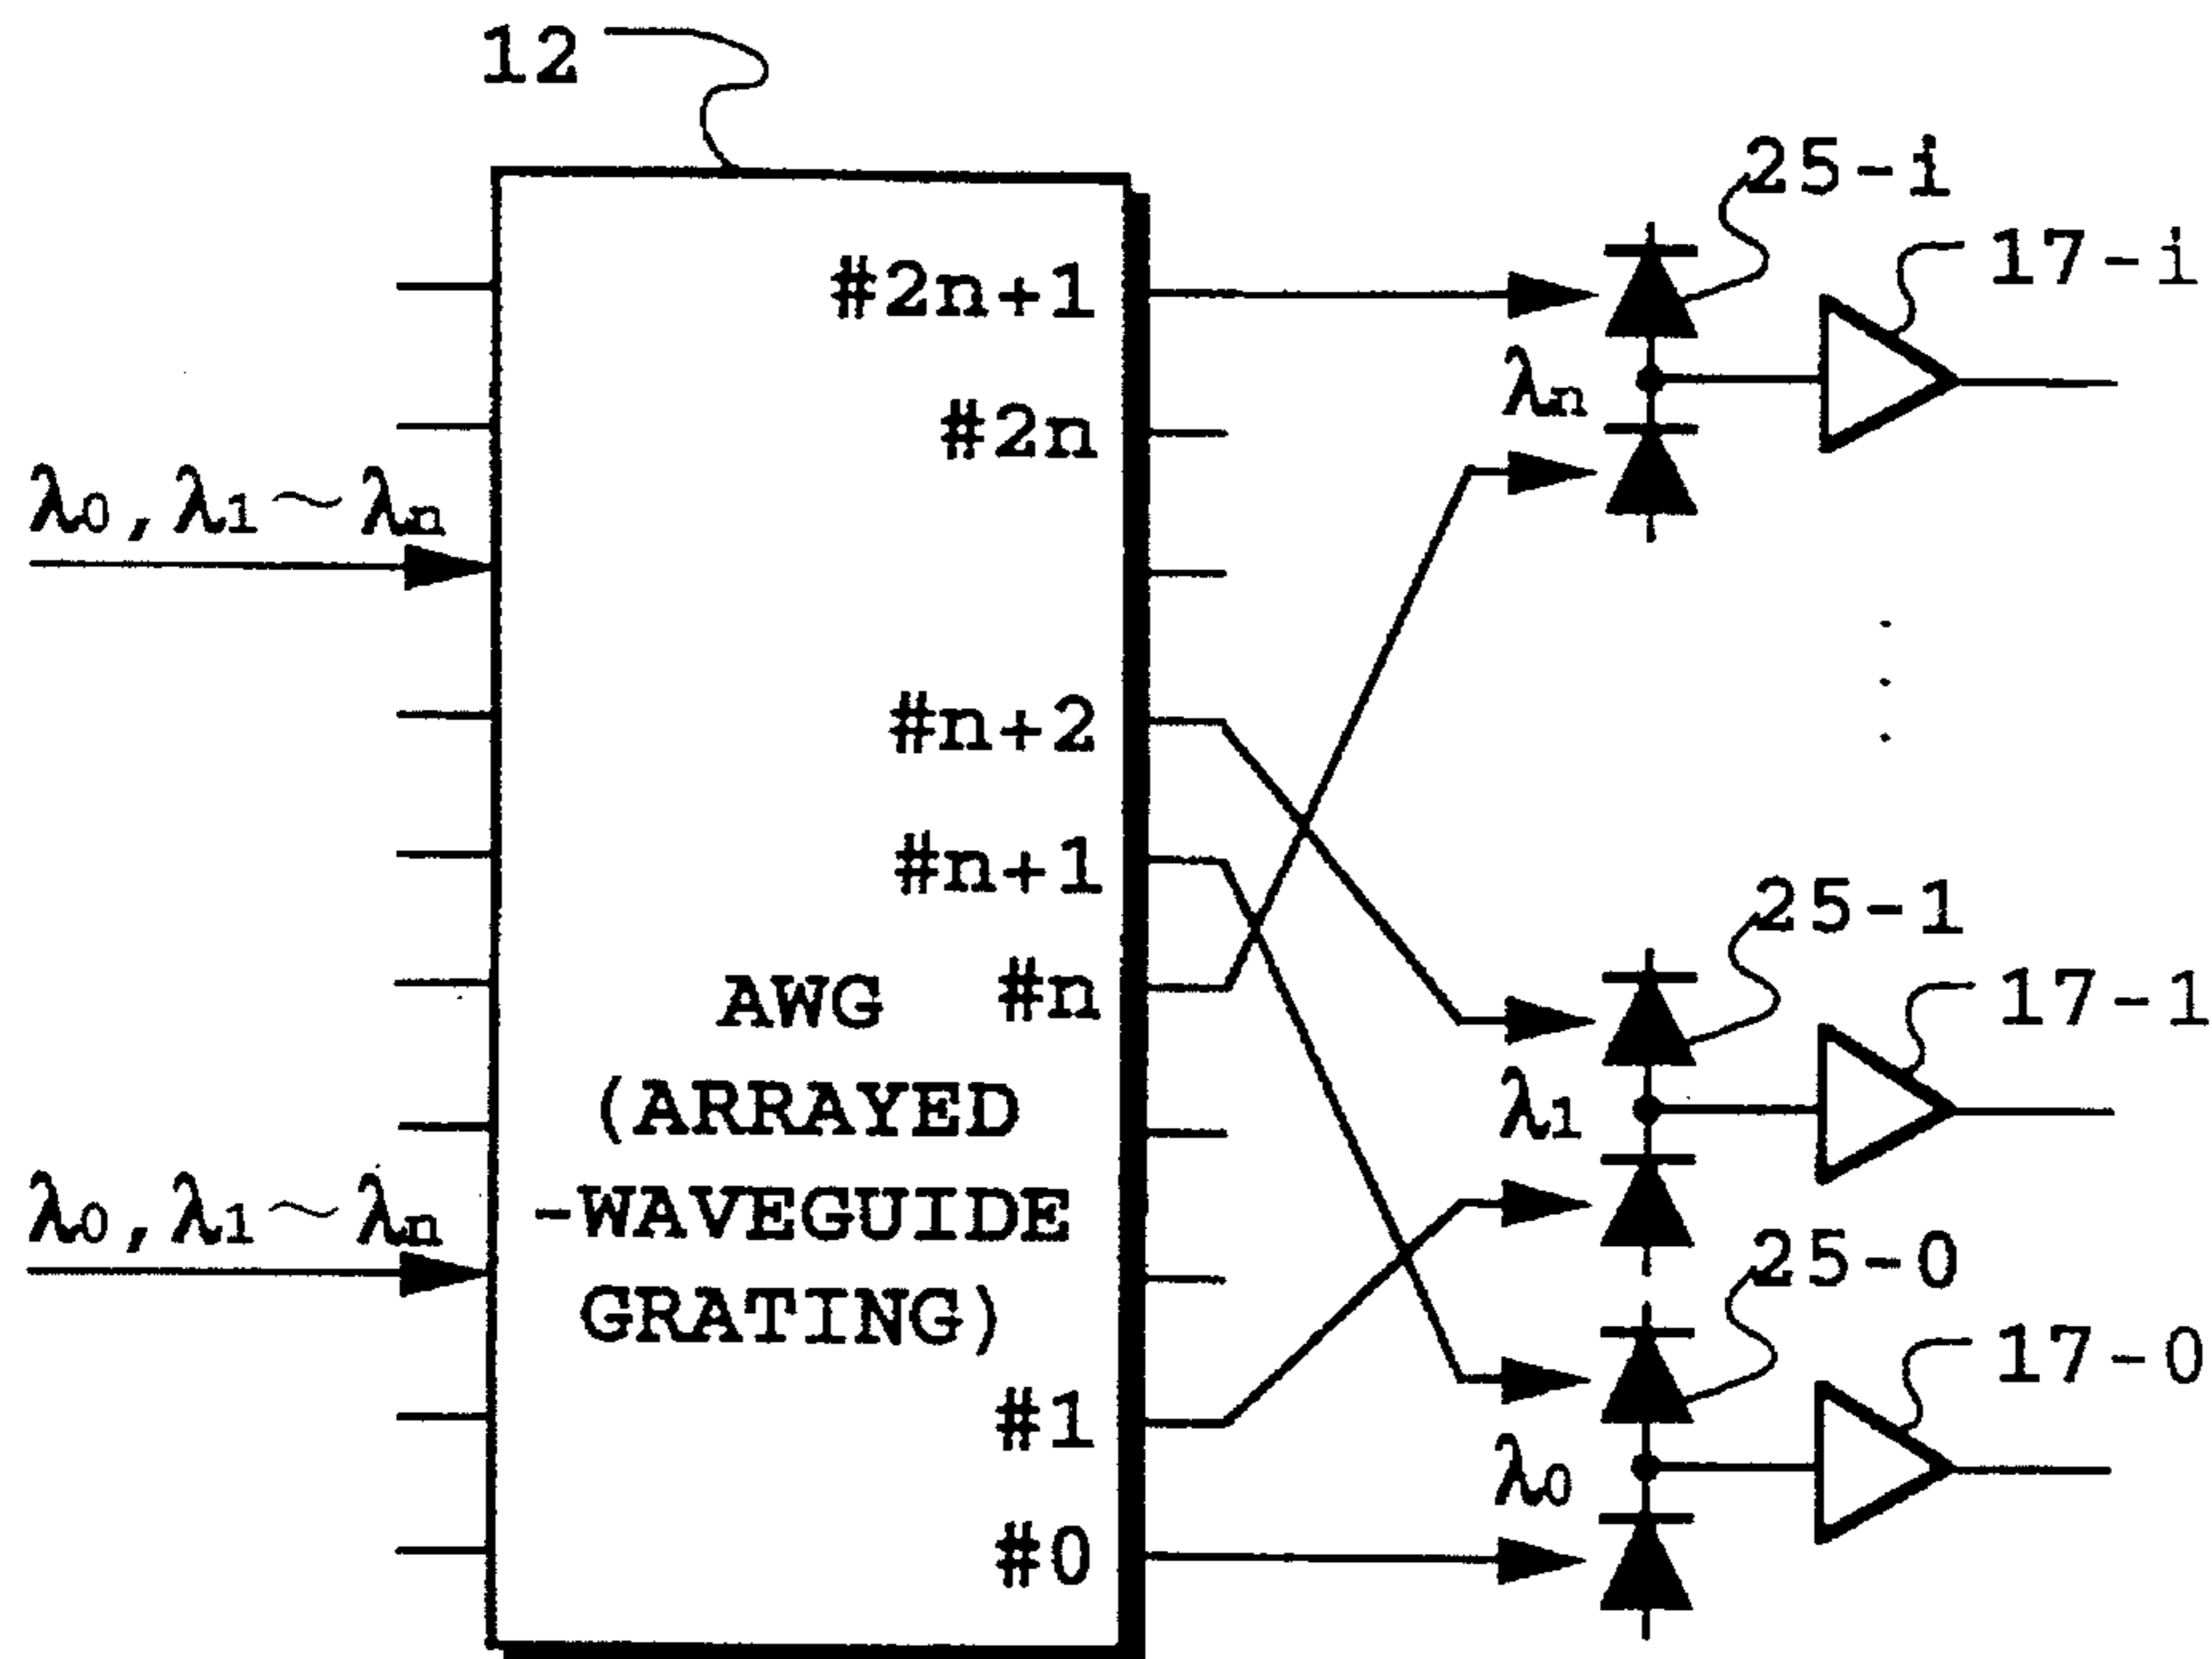 12
25-i
17-i
#2n+1
λn
#2n
λ0,λ1~λn
#n+2
#n+1
25-1
17-1
#n
AWG
(ARRAYED
-WAVEGUIDE
GRATING)
λ1
λ0,λ1~λn
25-0
17-0
#1
λ0
#0